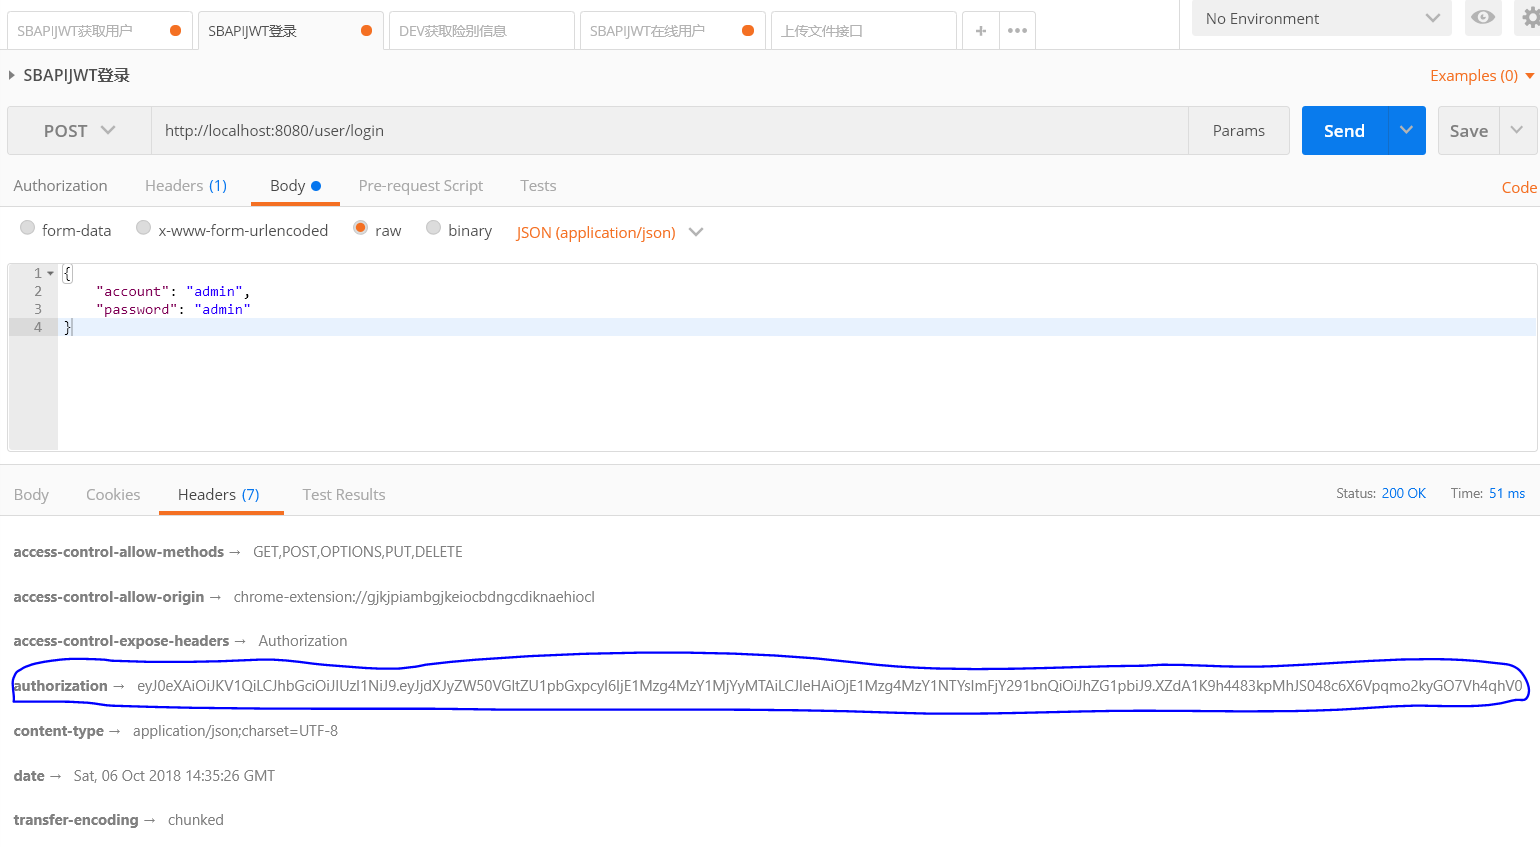 SBAPIJWT获取用户 SBAPIJWT登录 DEV获取险别信息 SBAPIJWT在线用户 上传文件接口 + ••• No Environment
SBAPIJWT登录 Examples (0)
POST http://localhost:8080/user/login Params Send Save
Authorization Headers (1) Body Pre-request Script Tests Code
form-data x-www-form-urlencoded raw binary JSON (application/json)
1 {
2 "account": "admin",
3 "password": "admin"
4 }
Body Cookies Headers (7) Test Results Status: 200 OK Time: 51 ms
access-control-allow-methods → GET,POST,OPTIONS,PUT,DELETE
access-control-allow-origin → chrome-extension://gjkjpiambgjkeiocbdngcdiknaehiocl
access-control-expose-headers → Authorization
authorization → eyJ0eXAiOiJKV1QiLCJhbGciOiJIUzI1NiJ9.eyJjdXJyZW50VGltZU1pbGxpcyI6IjE1Mzg4MzY1MjYyMTAiLCJleHAiOjE1Mzg4MzY1NTYsImFjY291bnQiOiJhZG1pbiJ9.XZdA1K9h4483kpMhJS048c6X6Vpqmo2kyGO7Vh4qhV0
content-type → application/json;charset=UTF-8
date → Sat, 06 Oct 2018 14:35:26 GMT
transfer-encoding → chunked